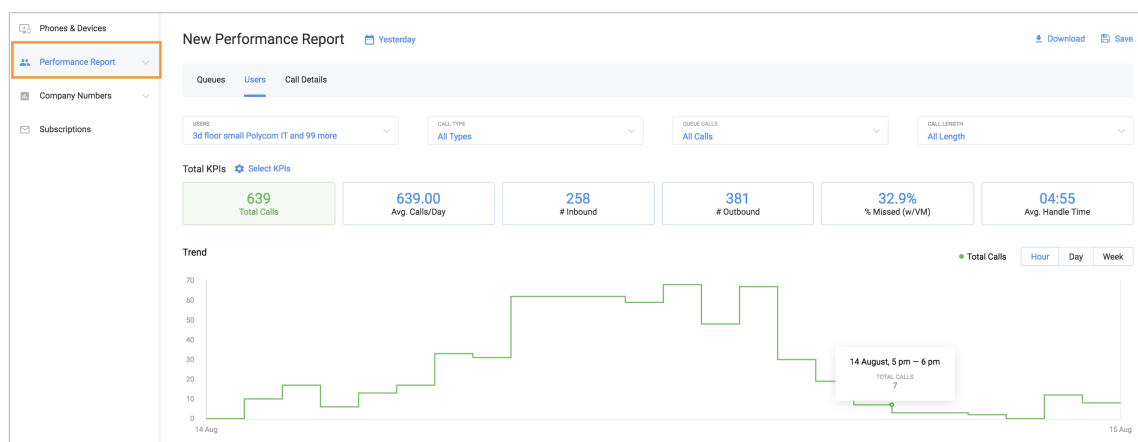 Phones & Devices
Performance Report
Company Numbers
Subscriptions
New Performance Report Yesterday
Download Save
Queues Users Call Details
USERS
3d floor small Polycom IT and 99 more
CALL TYPE
All Types
QUEUE CALLS
All Calls
CALL LENGTH
All Length
Total KPIs Select KPIs
639
Total Calls
639.00
Avg. Calls/Day
258
# Inbound
381
# Outbound
32.9%
% Missed (w/VM)
04:55
Avg. Handle Time
Trend
Total Calls Hour Day Week
70
60
50
40
30
20
10
0
14 August, 5 pm — 6 pm
TOTAL CALLS
7
14 Aug 15 Aug